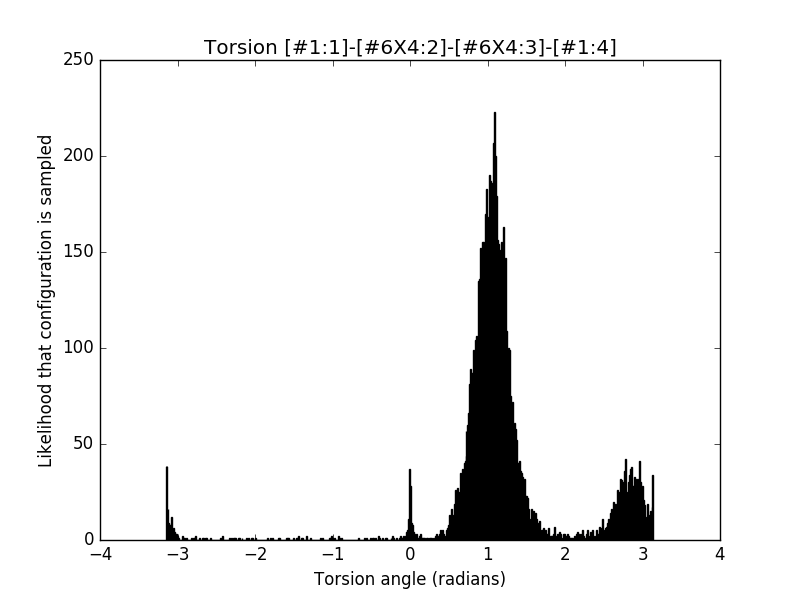 Torsion [#1:1]-[#6X4:2]-[#6X4:3]-[#1:4]
250
200
150
100
50
0
Likelihood that configuration is sampled
−4 −3 −2 −1 0 1 2 3 4
Torsion angle (radians)